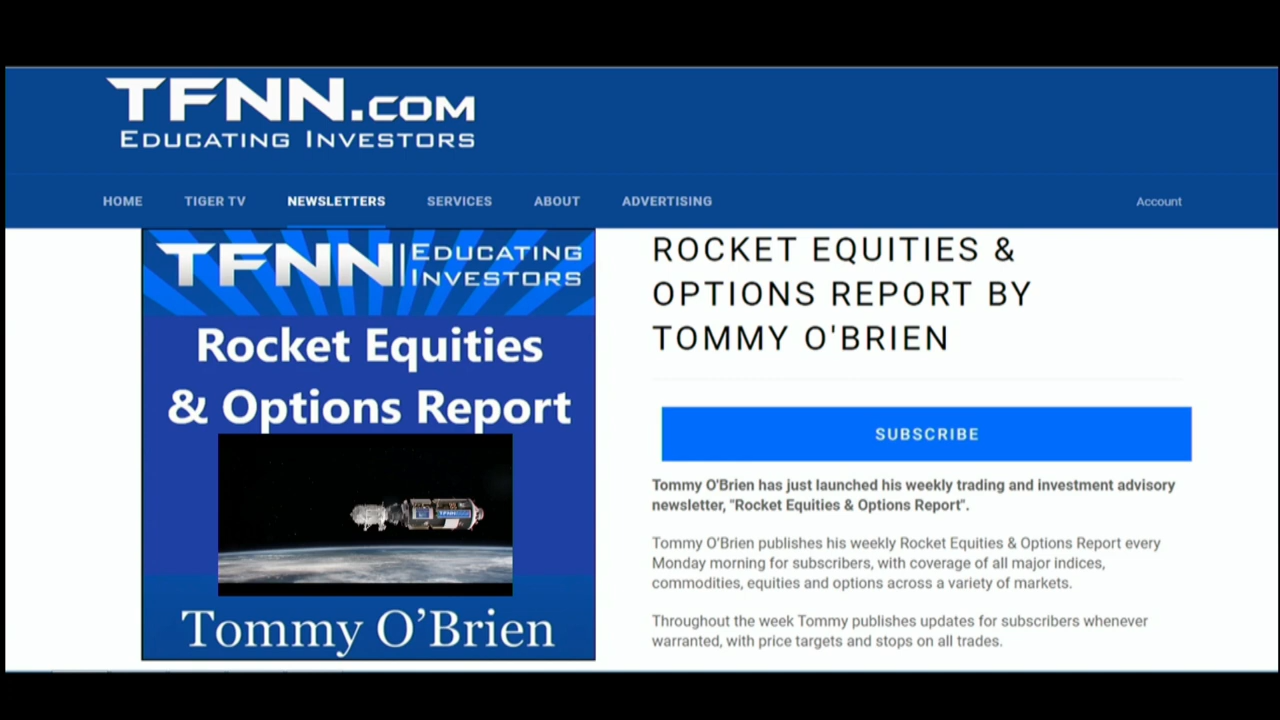 TFNN.COM
EDUCATING INVESTORS
HOME TIGER TV NEWSLETTERS SERVICES ABOUT ADVERTISING Account
TFNN | EDUCATING
INVESTORS
Rocket Equities
& Options Report
TFNN
Tommy O’Brien
ROCKET EQUITIES &
OPTIONS REPORT BY
TOMMY O'BRIEN
SUBSCRIBE
Tommy O'Brien has just launched his weekly trading and investment advisory
newsletter, "Rocket Equities & Options Report".
Tommy O'Brien publishes his weekly Rocket Equities & Options Report every
Monday morning for subscribers, with coverage of all major indices,
commodities, equities and options across a variety of markets.
Throughout the week Tommy publishes updates for subscribers whenever
warranted, with price targets and stops on all trades.